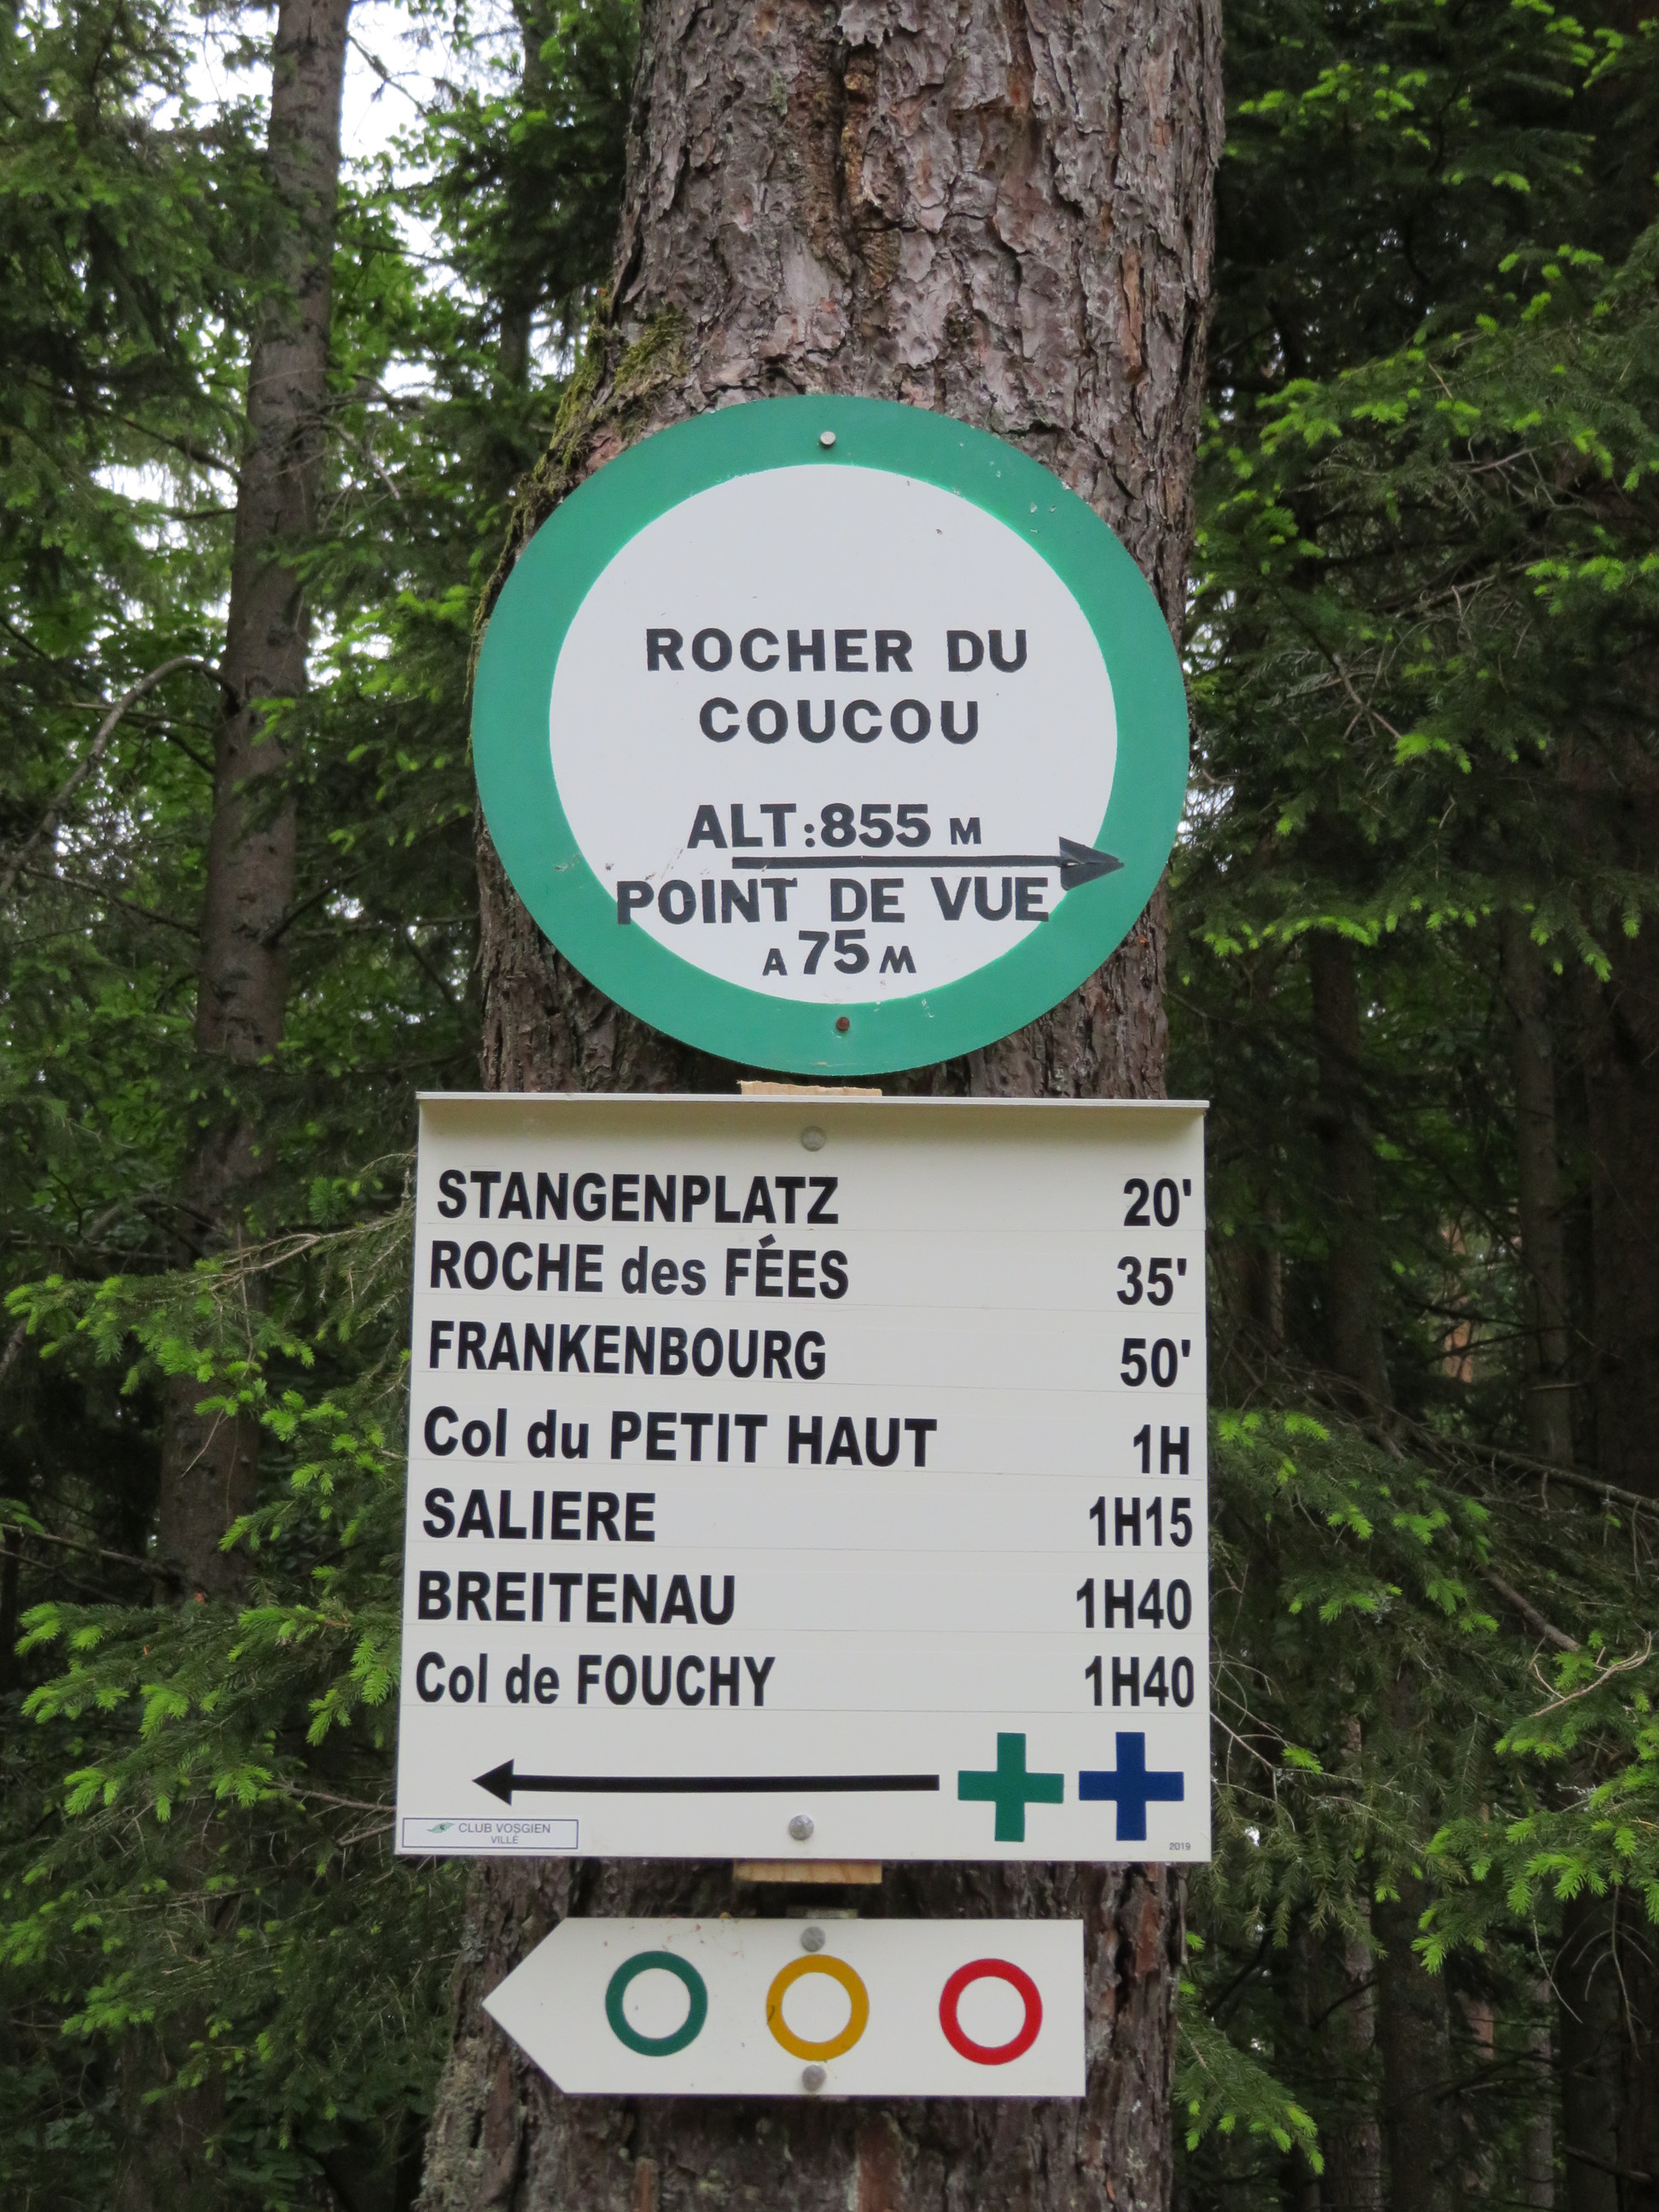 ROCHER DU
COUCOU
ALT:855 M
POINT DE VUE
A 75 M
STANGENPLATZ 20'
ROCHE des FÉES 35'
FRANKENBOURG 50'
Col du PETIT HAUT 1H
SALIERE 1H15
BREITENAU 1H40
Col de FOUCHY 1H40
CLUB VOSGIEN
VILLÉ
2019